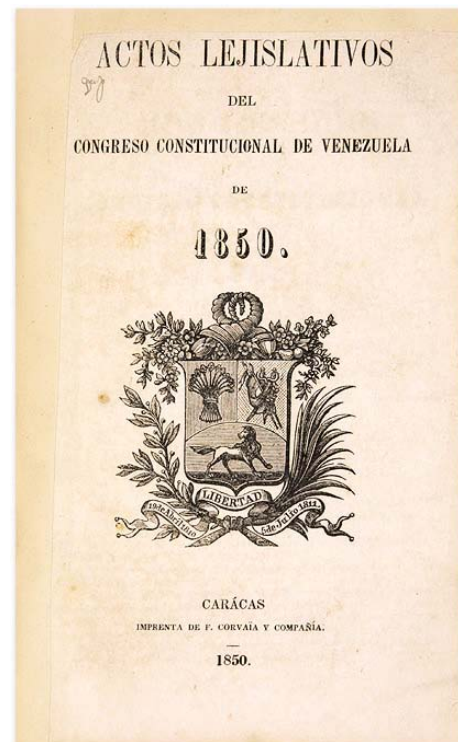 ACTOS LEJISLATIVOS
DEL
CONGRESO CONSTITUCIONAL DE VENEZUELA
DE
1850.
LIBERTAD
19 de Abril 1810
5 de Julio 1811.
CARÁCAS
IMPRENTA DE F. CORVAIA Y COMPAÑÍA.
1850.